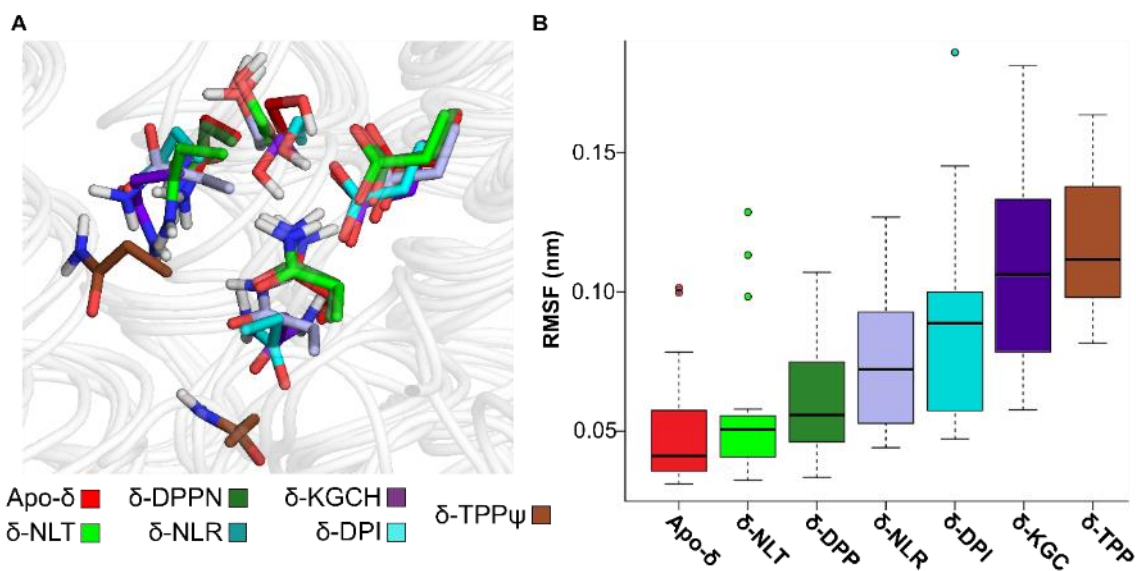 A
B
0.15
0.10
0.05
RMSF (nm)
Apo-δ
δ-NLT
δ-DPP
δ-NLR
δ-DPI
δ-KGC
δ-TPP
Apo-δ δ-DPPN δ-KGCH δ-TPPψ
δ-NLT δ-NLR δ-DPI